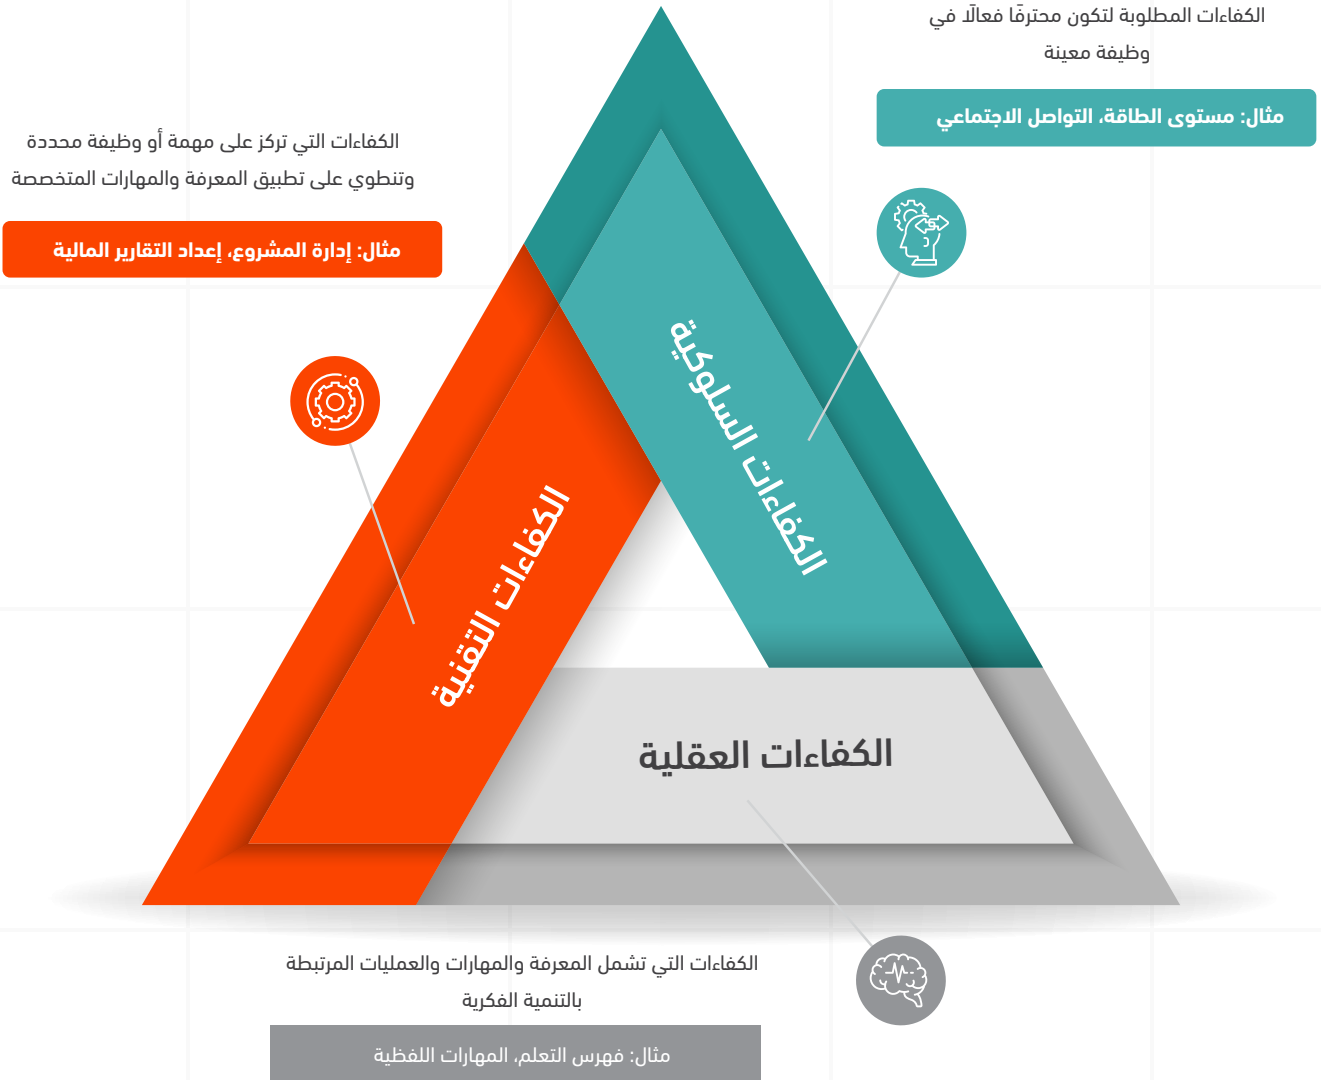 الكفاءات المطلوبة لتكون محترفًا فعالًا في
وظيفة معينة
مثال: مستوى الطاقة، التواصل الاجتماعي
الكفاءات التي تركز على مهمة أو وظيفة محددة
وتنطوي على تطبيق المعرفة والمهارات المتخصصة
مثال: إدارة المشروع، إعداد التقارير المالية
الكفاءات السلوكية
الكفاءات التقنية
الكفاءات العقلية
الكفاءات التي تشمل المعرفة والمهارات والعمليات المرتبطة
بالتنمية الفكرية
مثال: فهرس التعلم، المهارات اللفظية